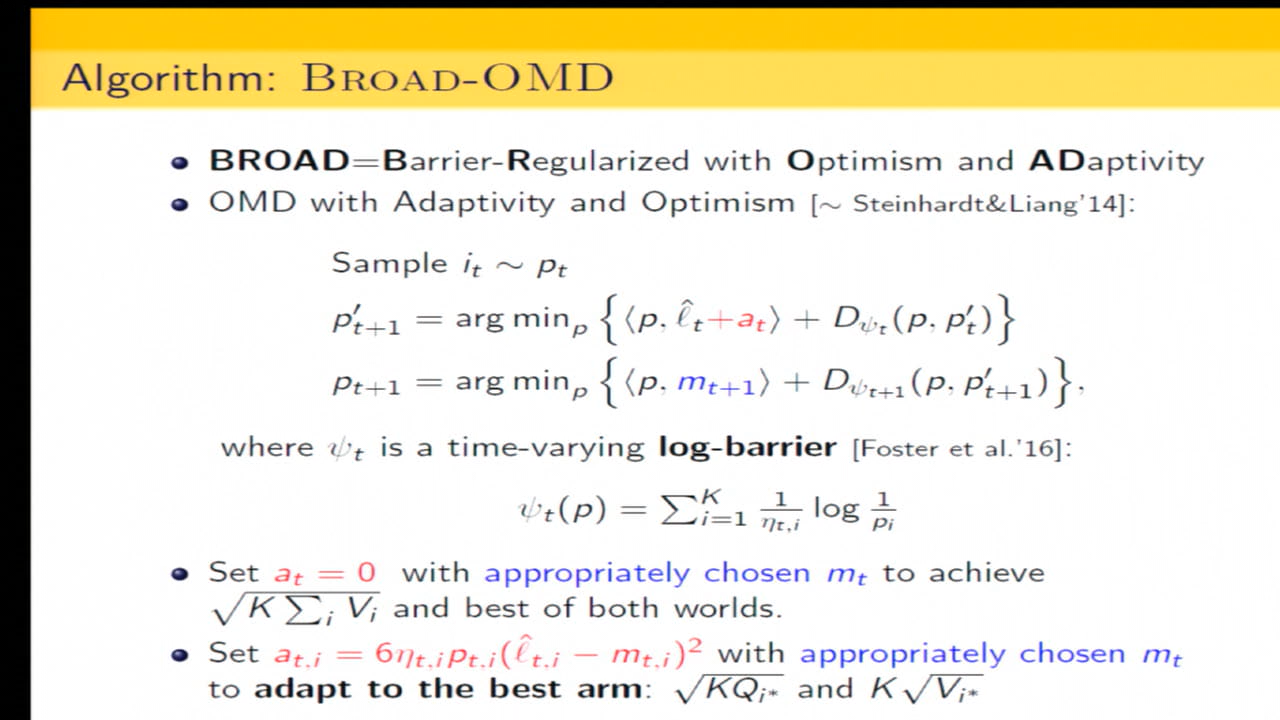 Algorithm: BROAD-OMD
BROAD=Barrier-Regularized with Optimism and ADaptivity
OMD with Adaptivity and Optimism [∼ Steinhardt&Liang'14]:
Sample i_t ∼ p_t
p′_{t+1} = arg min_p {⟨p, ℓ̂_t+a_t⟩ + D_{ψ_t}(p, p′_t)}
p_{t+1} = arg min_p {⟨p, m_{t+1}⟩ + D_{ψ_{t+1}}(p, p′_{t+1})},
where ψ_t is a time-varying log-barrier [Foster et al.'16]:
ψ_t(p) = ∑_{i=1}^{K} \frac{1}{η_{t,i}} log \frac{1}{p_i}
Set a_t = 0 with appropriately chosen m_t to achieve
√(K ∑_i V_i) and best of both worlds.
Set a_{t,i} = 6η_{t,i}p_{t,i}(ℓ̂_{t,i} − m_{t,i})² with appropriately chosen m_t
to adapt to the best arm: √(KQ_{i*}) and K√(V_{i*})